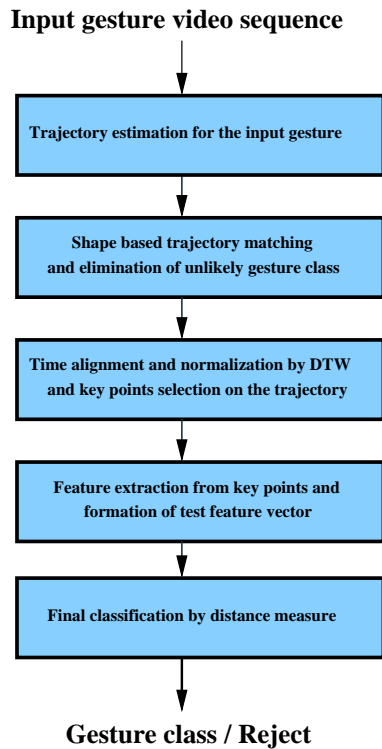 Input gesture video sequence
Trajectory estimation for the input gesture
Shape based trajectory matching
and elimination of unlikely gesture class
Time alignment and normalization by DTW
and key points selection on the trajectory
Feature extraction from key points and
formation of test feature vector
Final classification by distance measure
Gesture class / Reject